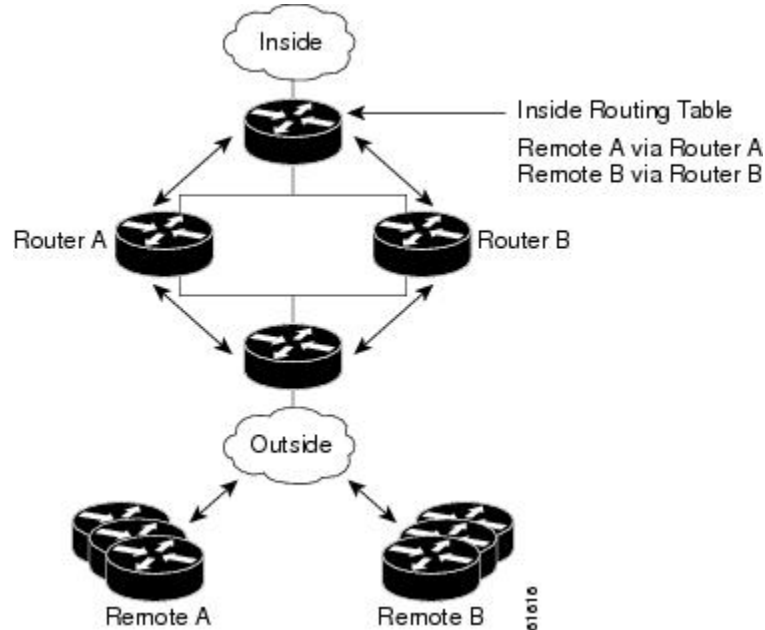 Inside
Inside Routing Table
Remote A via Router A
Remote B via Router B
Router A
Router B
Outside
Remote A
Remote B
61616